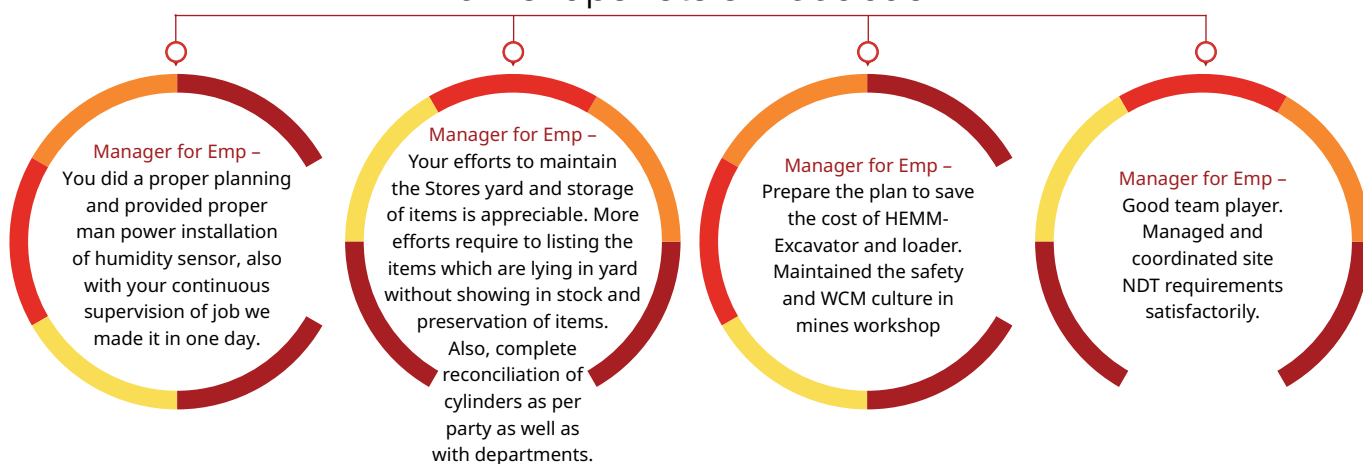 Manager for Emp –
You did a proper planning
and provided proper
man power installation
of humidity sensor, also
with your continuous
supervision of job we
made it in one day.
Manager for Emp –
Your efforts to maintain
the Stores yard and storage
of items is appreciable. More
efforts require to listing the
items which are lying in yard
without showing in stock and
preservation of items.
Also, complete
reconciliation of
cylinders as per
party as well as
with departments.
Manager for Emp –
Prepare the plan to save
the cost of HEMM-
Excavator and loader.
Maintained the safety
and WCM culture in
mines workshop
Manager for Emp –
Good team player.
Managed and
coordinated site
NDT requirements
satisfactorily.